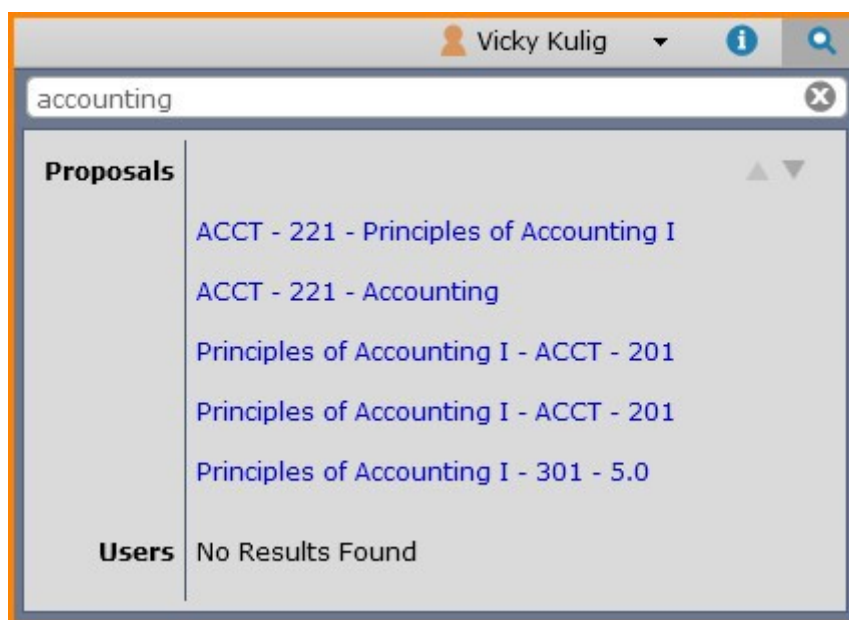 Vicky Kulig
accounting
Proposals
ACCT - 221 - Principles of Accounting I
ACCT - 221 - Accounting
Principles of Accounting I - ACCT - 201
Principles of Accounting I - ACCT - 201
Principles of Accounting I - 301 - 5.0
Users No Results Found